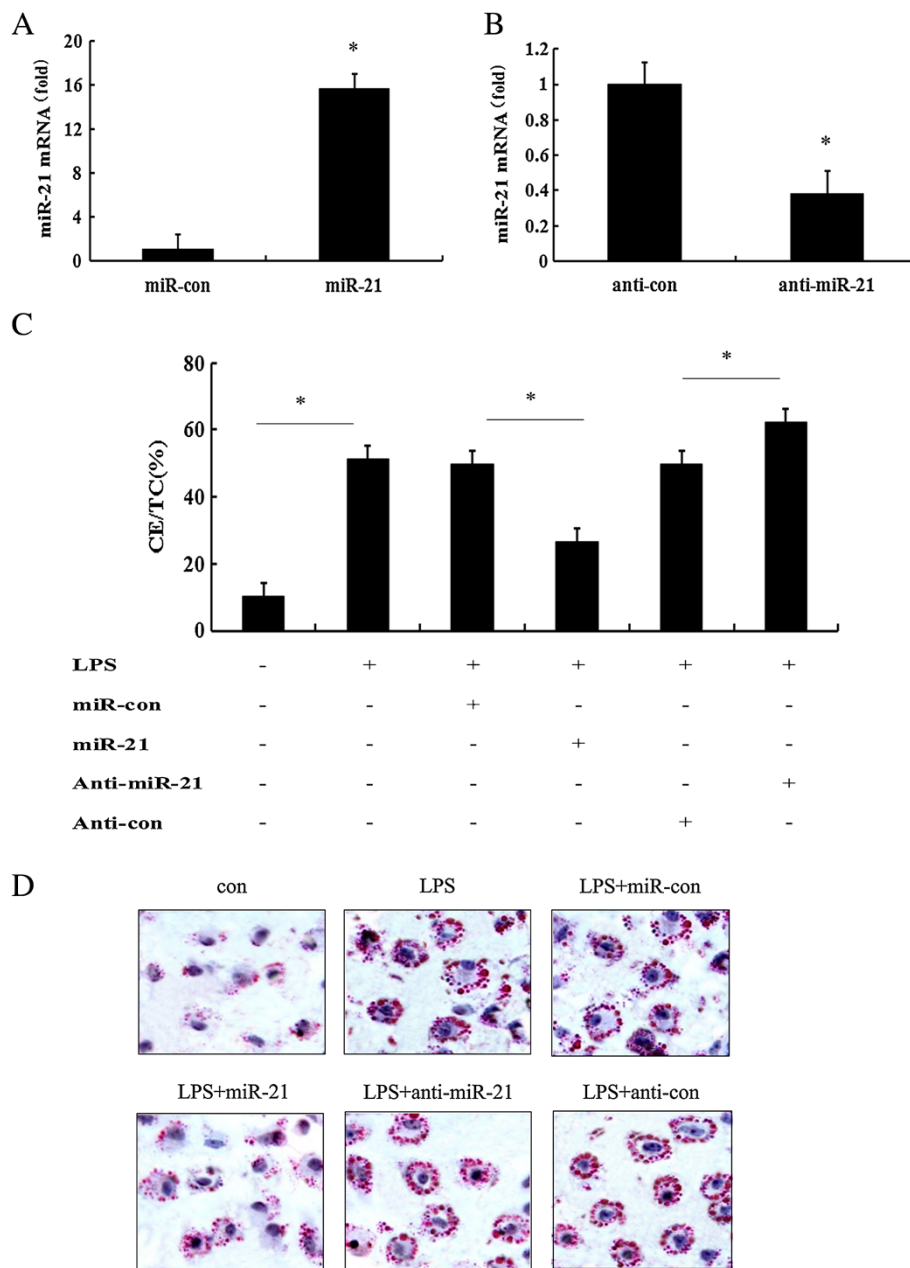 A
miR-21 mRNA (fold)
20
16
12
8
4
0
*
miR-con miR-21
B
miR-21 mRNA (fold)
1.2
1
0.8
0.6
0.4
0.2
0
*
anti-con anti-miR-21
C
CE/TC(%)
80
60
40
20
0
* * *
LPS - + + + + +
miR-con - - + - - -
miR-21 - - - + - -
Anti-miR-21 - - - - - +
Anti-con - - - - + -
D
con LPS LPS+miR-con
LPS+miR-21 LPS+anti-miR-21 LPS+anti-con